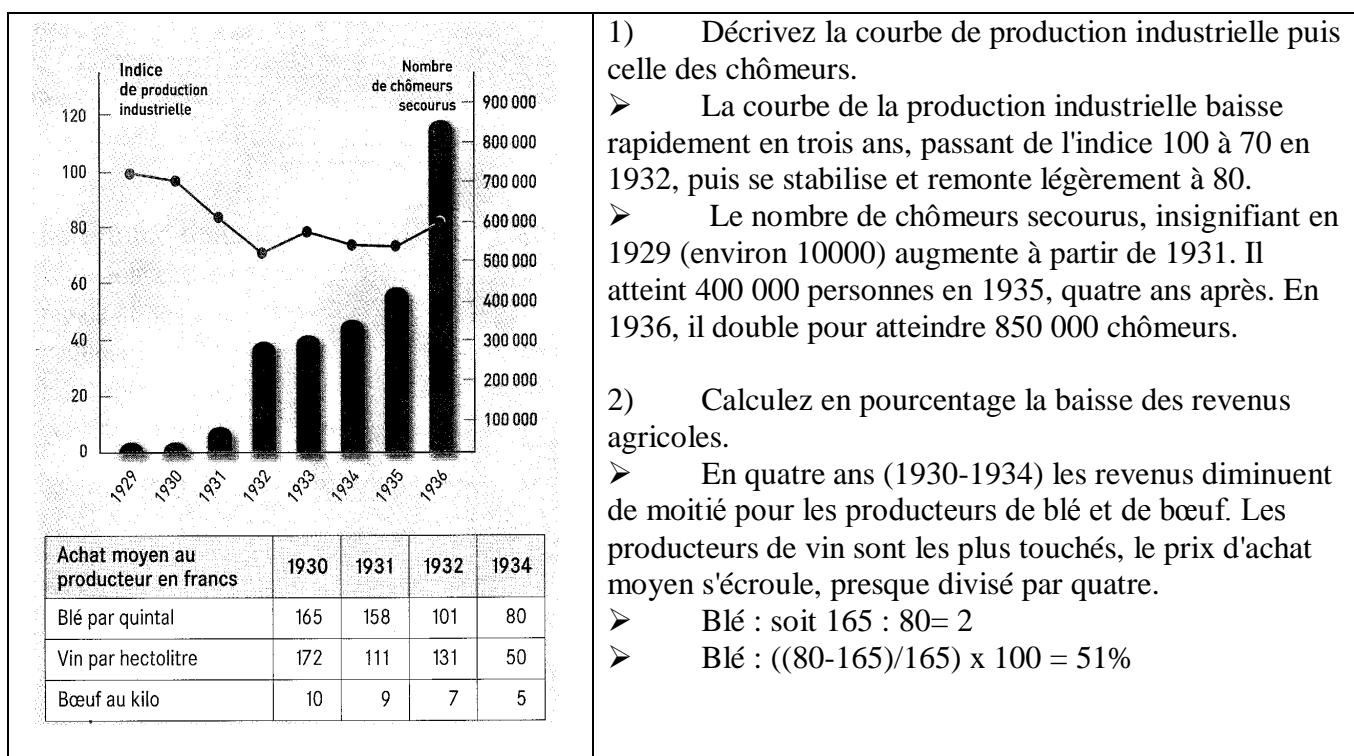 Indice
de production
industrielle
Nombre
de chômeurs
secourus
120
100
80
60
40
20
0
900 000
800 000
700 000
600 000
500 000
400 000
300 000
200 000
100 000
1929
1930
1931
1932
1933
1934
1935
1936
Achat moyen au producteur en francs 1930 1931 1932 1934
Blé par quintal 165 158 101 80
Vin par hectolitre 172 111 131 50
Bœuf au kilo 10 9 7 5
1) Décrivez la courbe de production industrielle puis
celle des chômeurs.
➢ La courbe de la production industrielle baisse
rapidement en trois ans, passant de l'indice 100 à 70 en
1932, puis se stabilise et remonte légèrement à 80.
➢ Le nombre de chômeurs secourus, insignifiant en
1929 (environ 10000) augmente à partir de 1931. Il
atteint 400 000 personnes en 1935, quatre ans après. En
1936, il double pour atteindre 850 000 chômeurs.
2) Calculez en pourcentage la baisse des revenus
agricoles.
➢ En quatre ans (1930-1934) les revenus diminuent
de moitié pour les producteurs de blé et de bœuf. Les
producteurs de vin sont les plus touchés, le prix d'achat
moyen s'écroule, presque divisé par quatre.
➢ Blé : soit 165 : 80= 2
➢ Blé : ((80-165)/165) x 100 = 51%